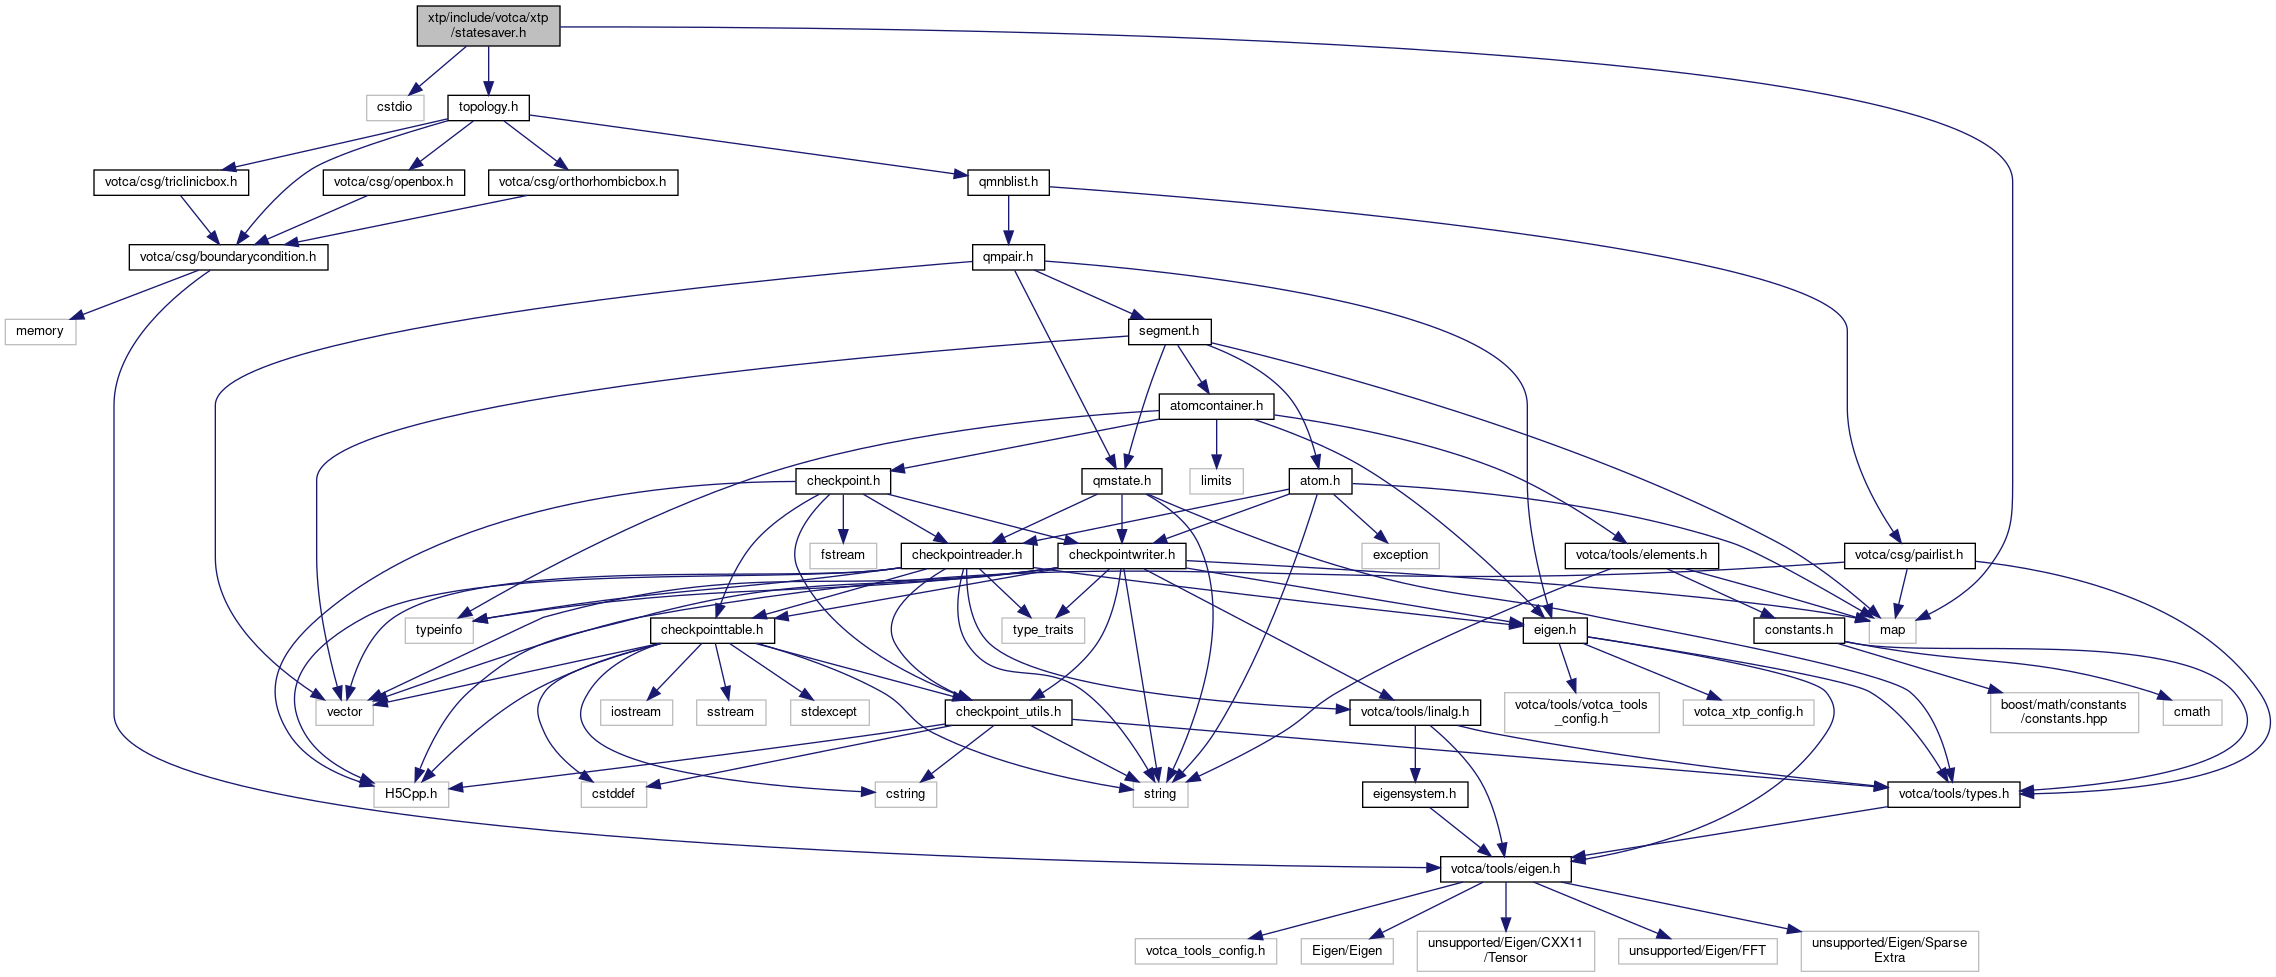 xtp/include/votca/xtp
/statesaver.h
cstdio
topology.h
votca/csg/triclinicbox.h
votca/csg/openbox.h
votca/csg/orthorhombicbox.h
qmnblist.h
votca/csg/boundarycondition.h
qmpair.h
memory
segment.h
atomcontainer.h
checkpoint.h
qmstate.h
limits
atom.h
fstream
checkpointreader.h
checkpointwriter.h
exception
votca/tools/elements.h
votca/csg/pairlist.h
typeinfo
checkpointtable.h
type_traits
eigen.h
constants.h
map
vector
iostream
sstream
stdexcept
checkpoint_utils.h
votca/tools/linalg.h
votca/tools/votca_tools
_config.h
votca_xtp_config.h
boost/math/constants
/constants.hpp
cmath
H5Cpp.h
cstddef
cstring
string
eigensystem.h
votca/tools/types.h
votca/tools/eigen.h
votca_tools_config.h
Eigen/Eigen
unsupported/Eigen/CXX11
/Tensor
unsupported/Eigen/FFT
unsupported/Eigen/Sparse
Extra